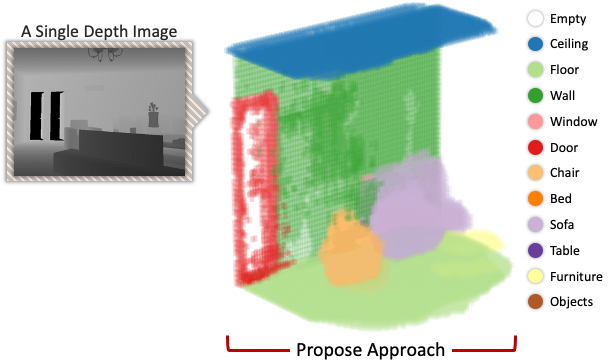 A Single Depth Image
Empty
Ceiling
Floor
Wall
Window
Door
Chair
Bed
Sofa
Table
Furniture
Objects
Propose Approach